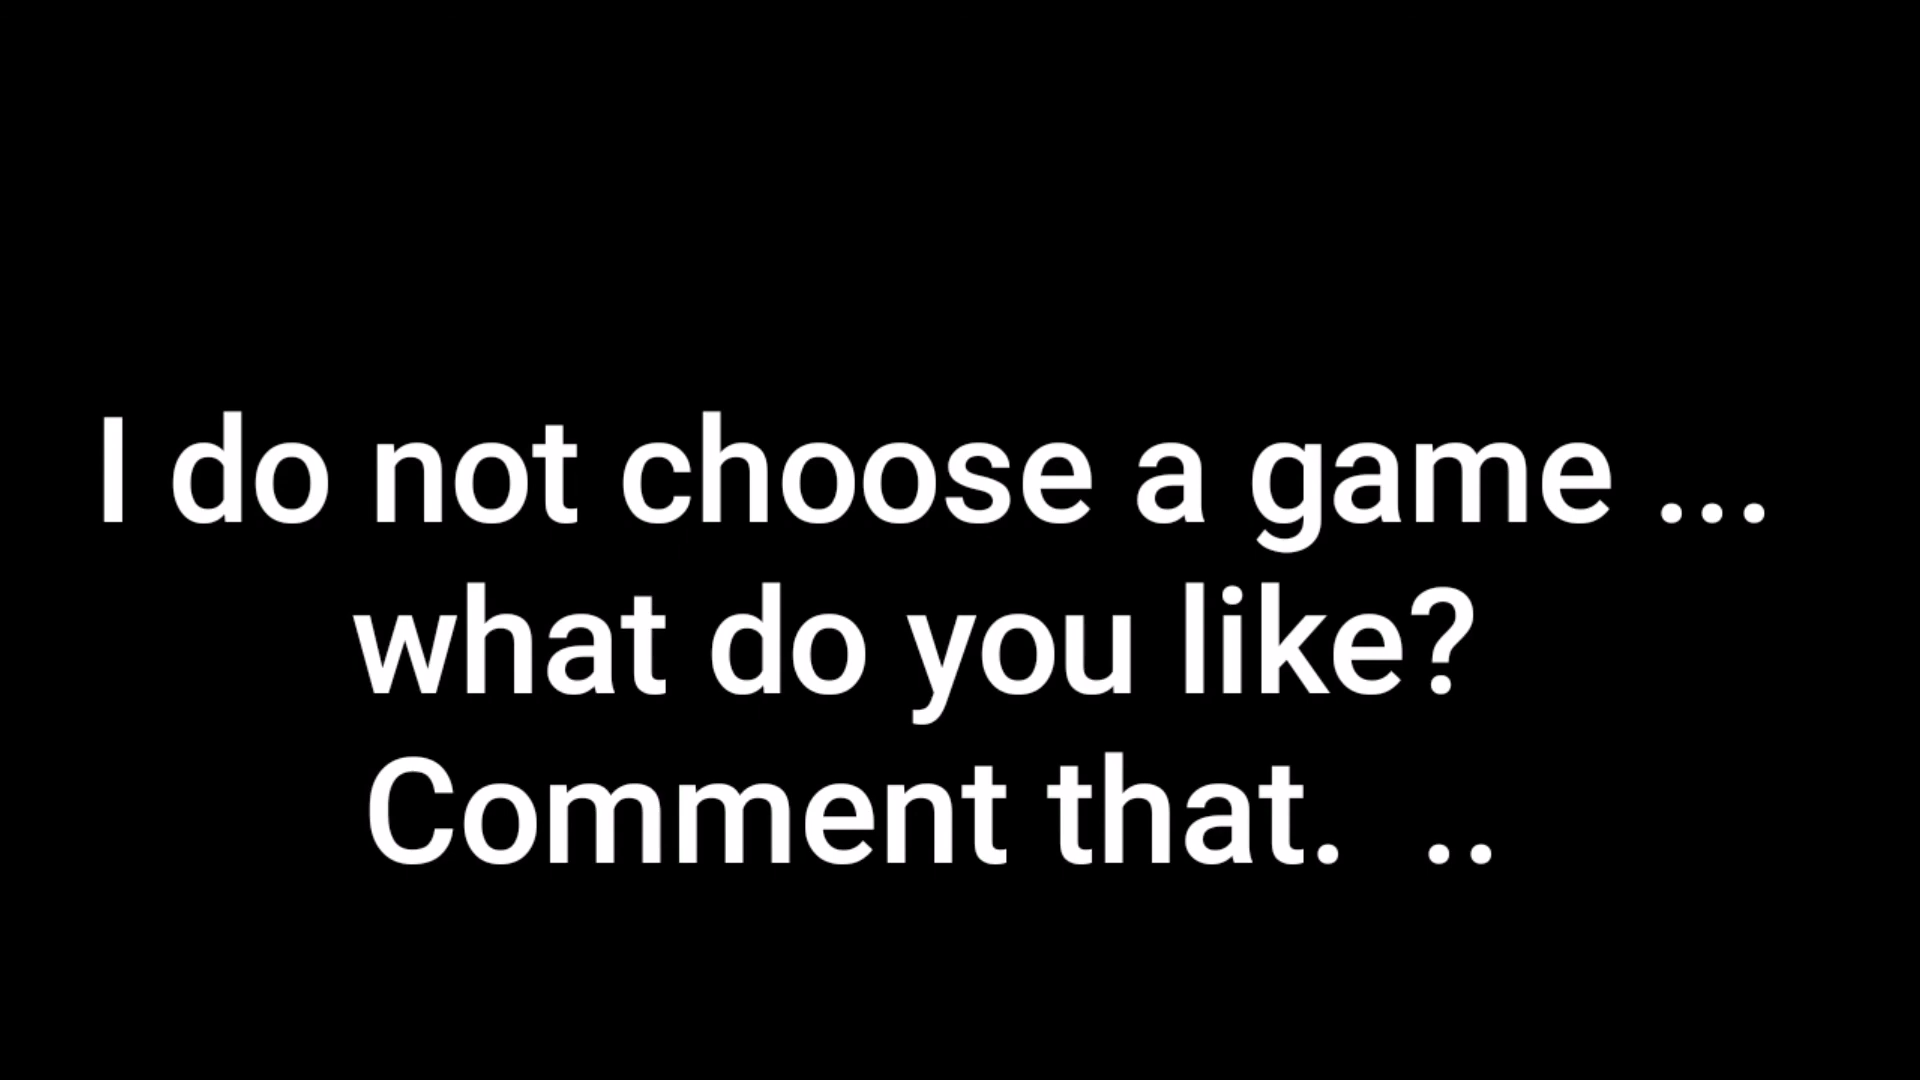 I do not choose a game ...
what do you like?
Comment that.  ..